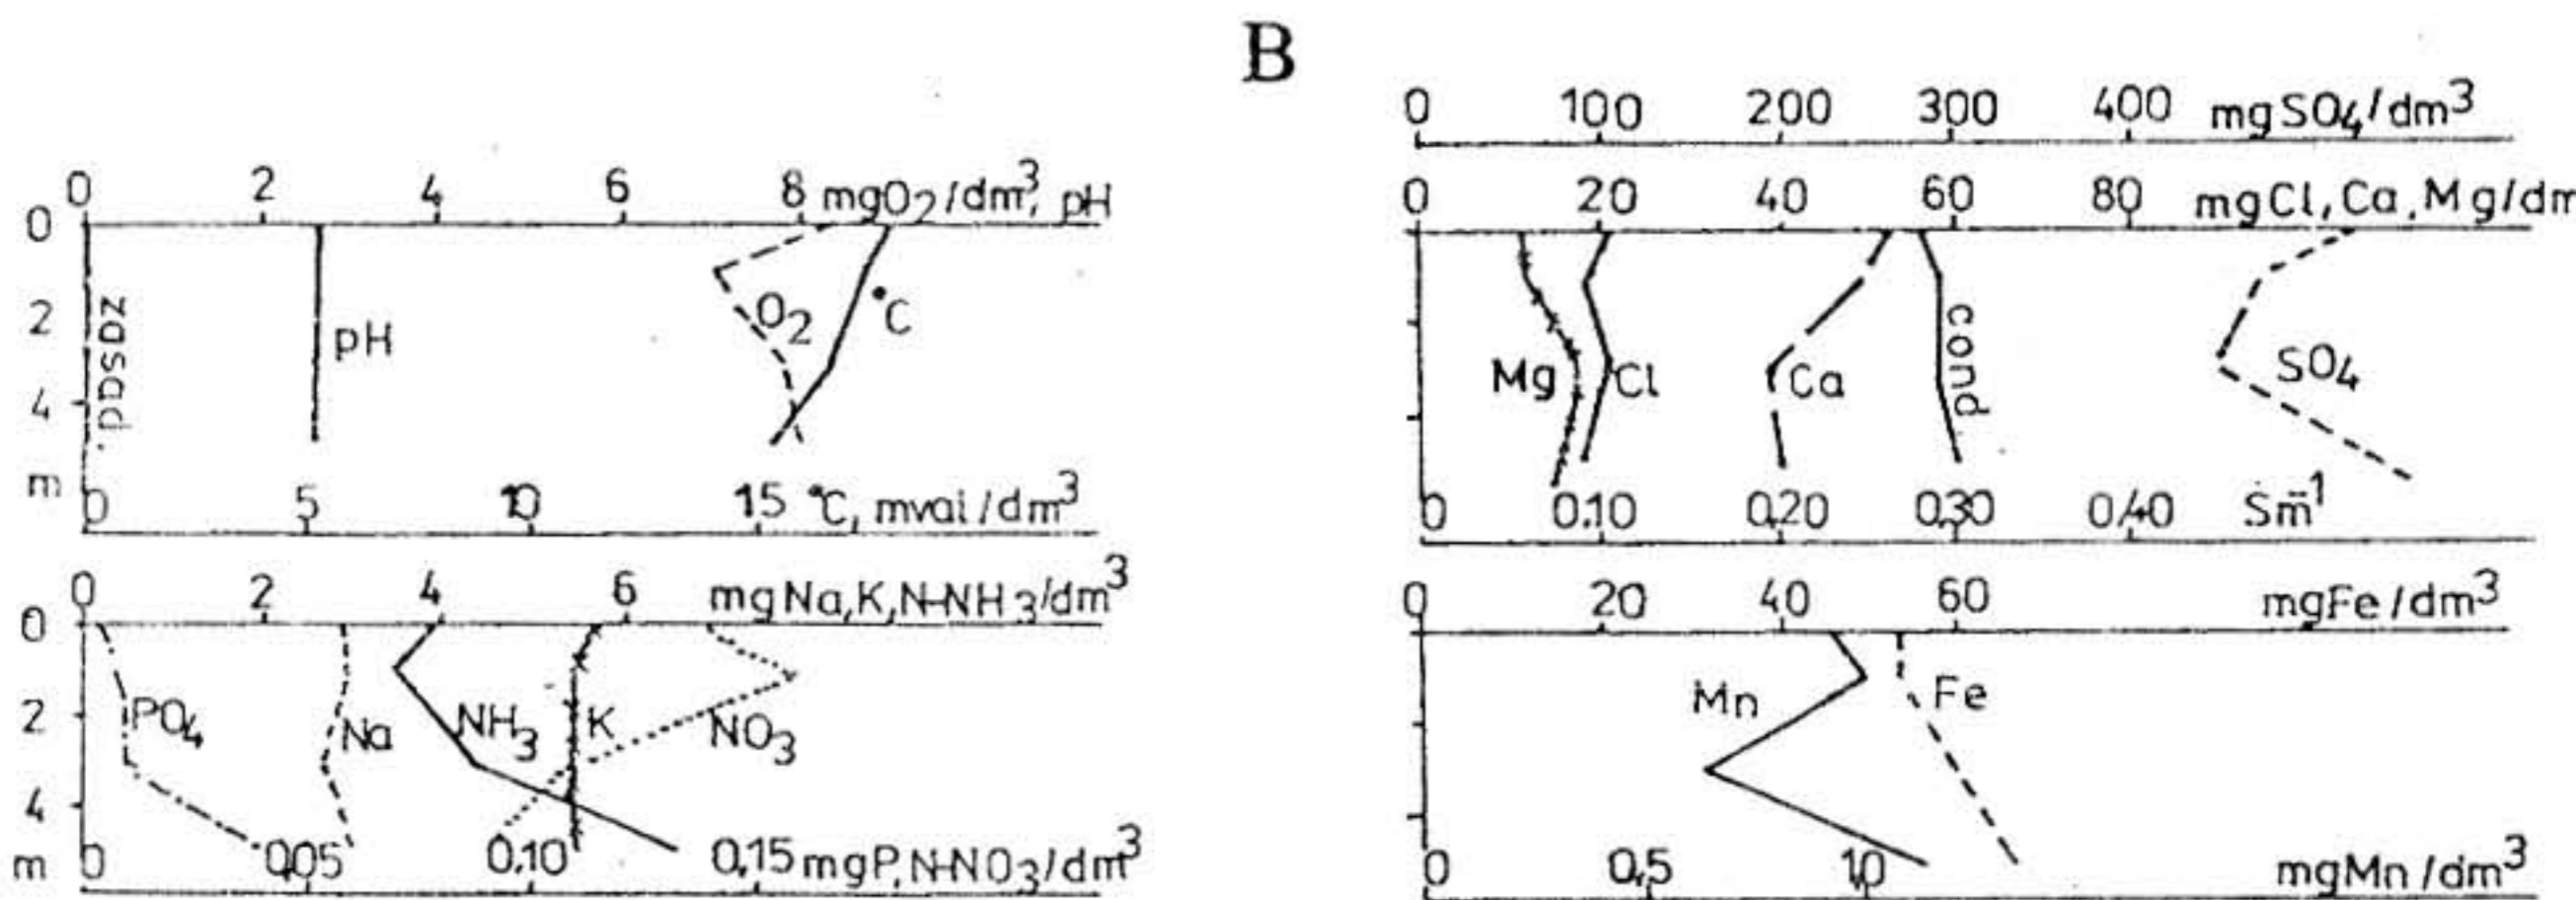 B
0 100 200 300 400 mgSO4/dm3
0 2 4 6 8 mgO2/dm3, pH
0 20 40 60 80 mgCl, Ca, Mg/dm
0
2
4
m
zasad.
pH
O2
°C
Mg
Cl
Ca
cond.
SO4
0 5 10 15 °C, mval/dm3
0 0.10 0,20 0,30 0,40 Sm-1
0 2 4 6 mgNa,K,N-NH3/dm3
0 20 40 60 mgFe/dm3
0
2
4
m
PO4
Na
NH3
K
NO3
Mn
Fe
0 0,05 0,10 0,15 mgP,N-NO3/dm3
0 0,5 1,0 mgMn/dm3